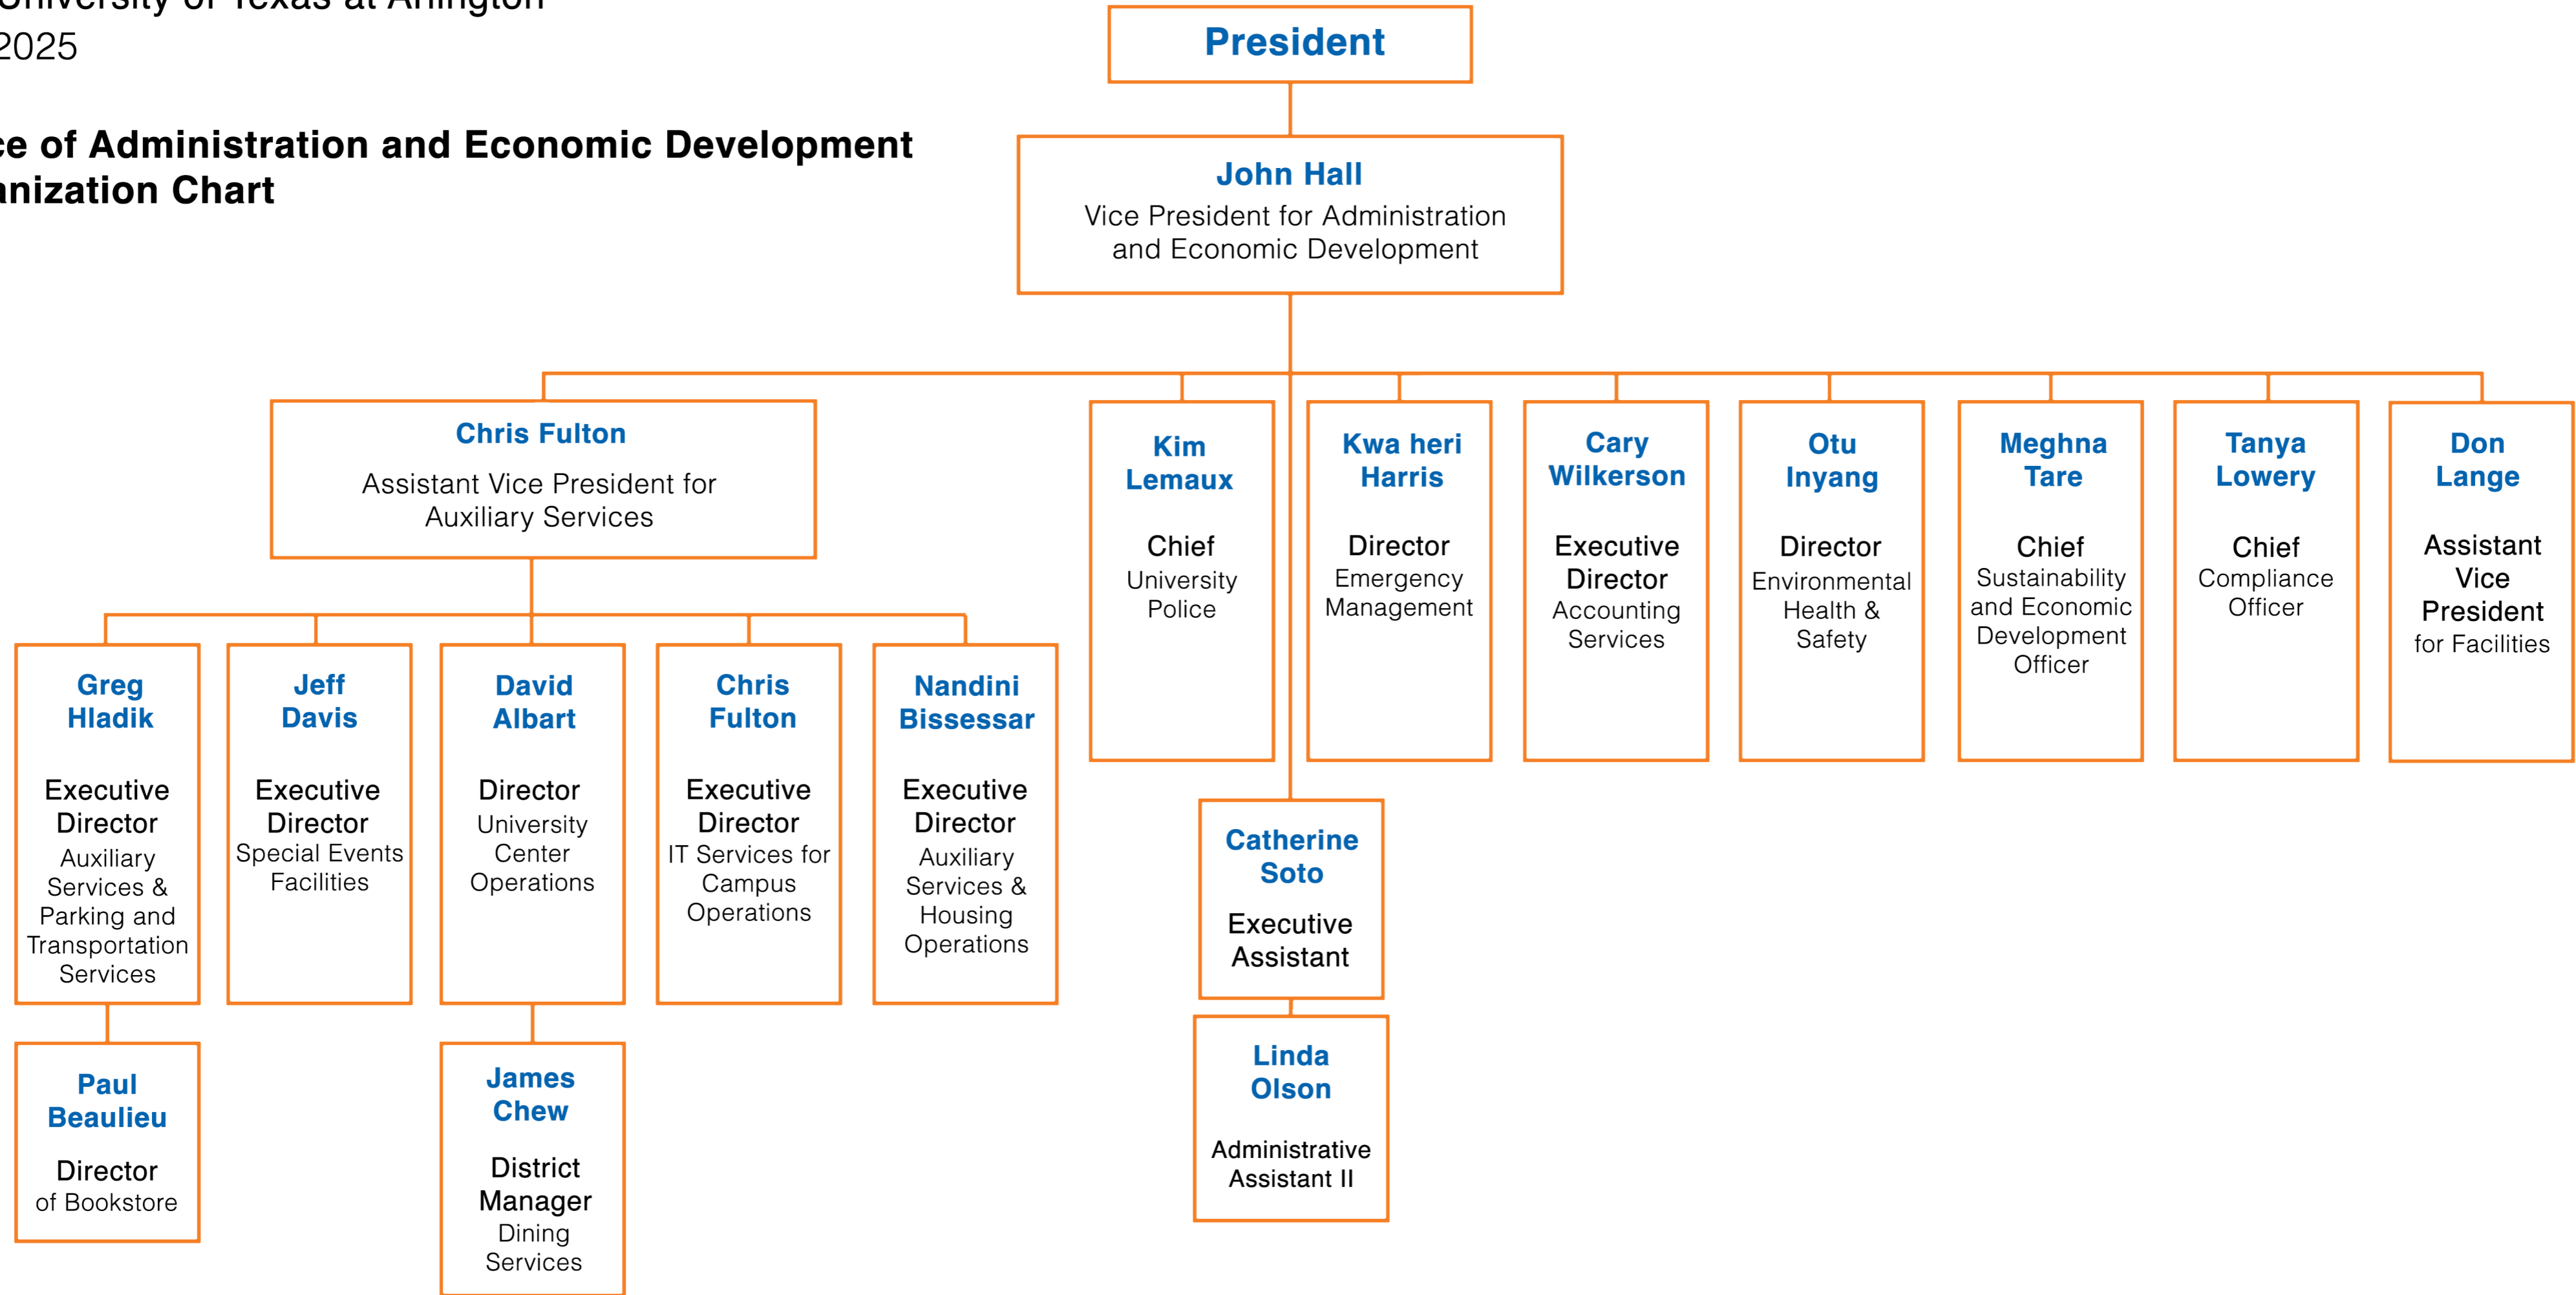 University of Texas at Arlington
2025
ce of Administration and Economic Development
anization Chart
President
John Hall
Vice President for Administration
and Economic Development
Chris Fulton
Assistant Vice President for
Auxiliary Services
Kim
Lemaux
Chief
University
Police
Kwa heri
Harris
Director
Emergency
Management
Cary
Wilkerson
Executive
Director
Accounting
Services
Otu
Inyang
Director
Environmental
Health &
Safety
Meghna
Tare
Chief
Sustainability
and Economic
Development
Officer
Tanya
Lowery
Chief
Compliance
Officer
Don
Lange
Assistant
Vice
President
for Facilities
Greg
Hladik
Executive
Director
Auxiliary
Services &
Parking and
Transportation
Services
Jeff
Davis
Executive
Director
Special Events
Facilities
David
Albart
Director
University
Center
Operations
Chris
Fulton
Executive
Director
IT Services for
Campus
Operations
Nandini
Bissessar
Executive
Director
Auxiliary
Services &
Housing
Operations
Catherine
Soto
Executive
Assistant
Linda
Olson
Administrative
Assistant II
Paul
Beaulieu
Director
of Bookstore
James
Chew
District
Manager
Dining
Services